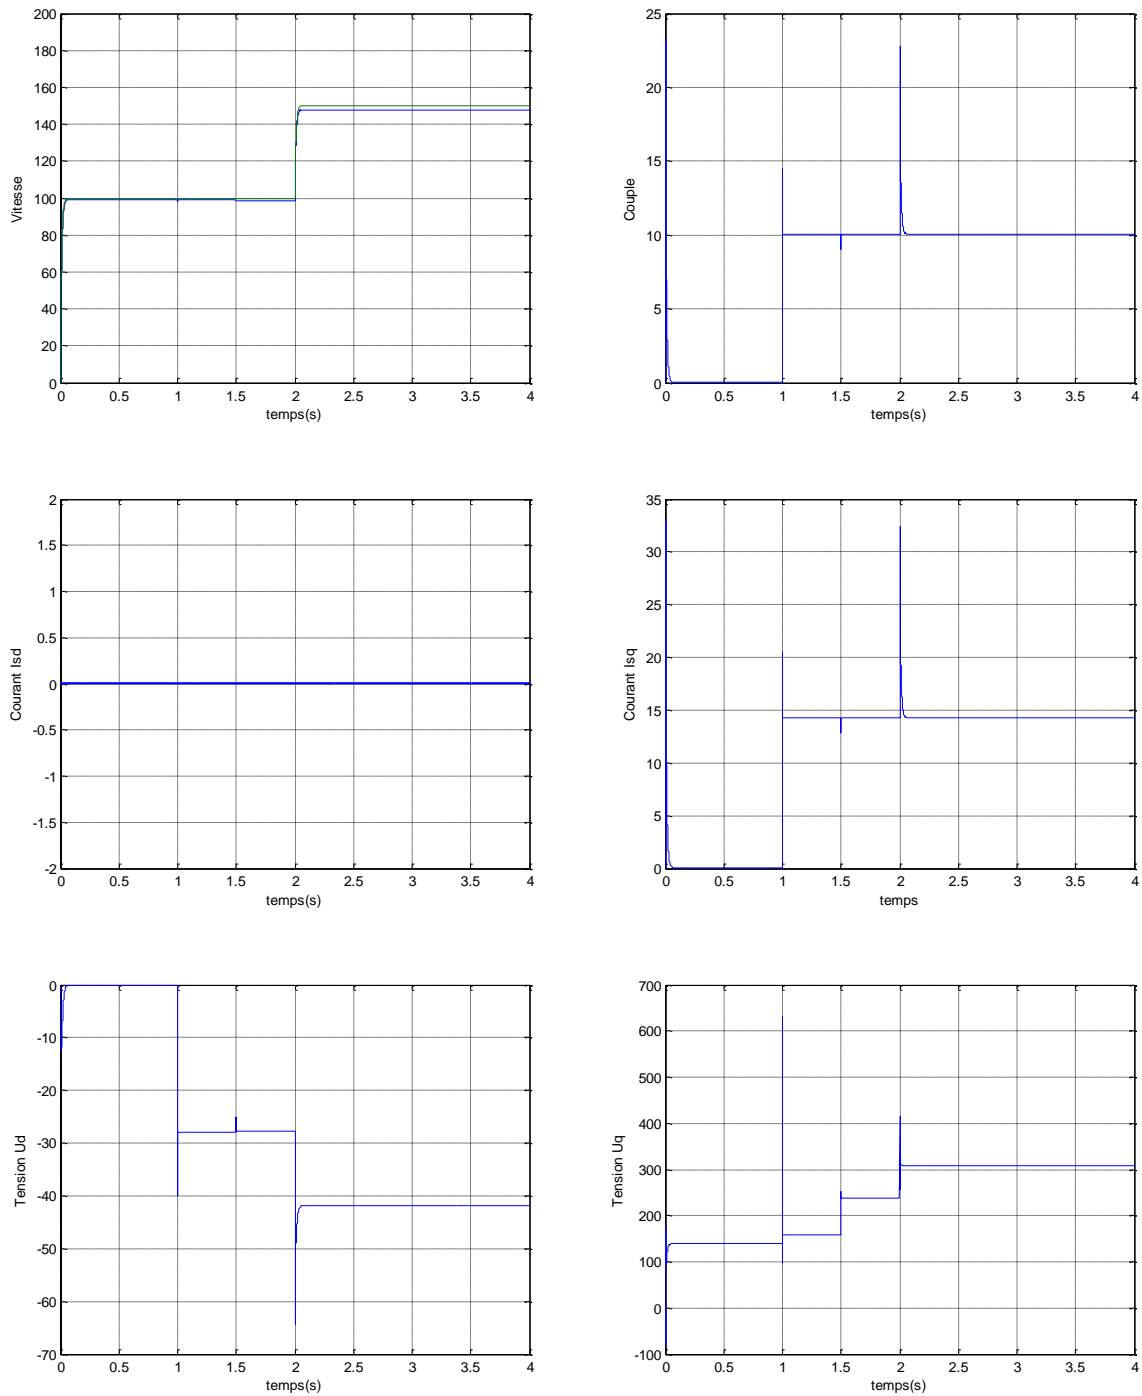 200
180
160
140
120
100
80
60
40
20
0
Vitesse
0 0.5 1 1.5 2 2.5 3 3.5 4
temps(s)
25
20
15
10
5
0
Couple
0 0.5 1 1.5 2 2.5 3 3.5 4
temps(s)
2
1.5
1
0.5
0
-0.5
-1
-1.5
-2
Courant Isd
0 0.5 1 1.5 2 2.5 3 3.5 4
temps(s)
35
30
25
20
15
10
5
0
Courant Isq
0 0.5 1 1.5 2 2.5 3 3.5 4
temps
0
-10
-20
-30
-40
-50
-60
-70
Tension Ud
0 0.5 1 1.5 2 2.5 3 3.5 4
temps(s)
700
600
500
400
300
200
100
0
-100
Tension Uq
0 0.5 1 1.5 2 2.5 3 3.5 4
temps(s)